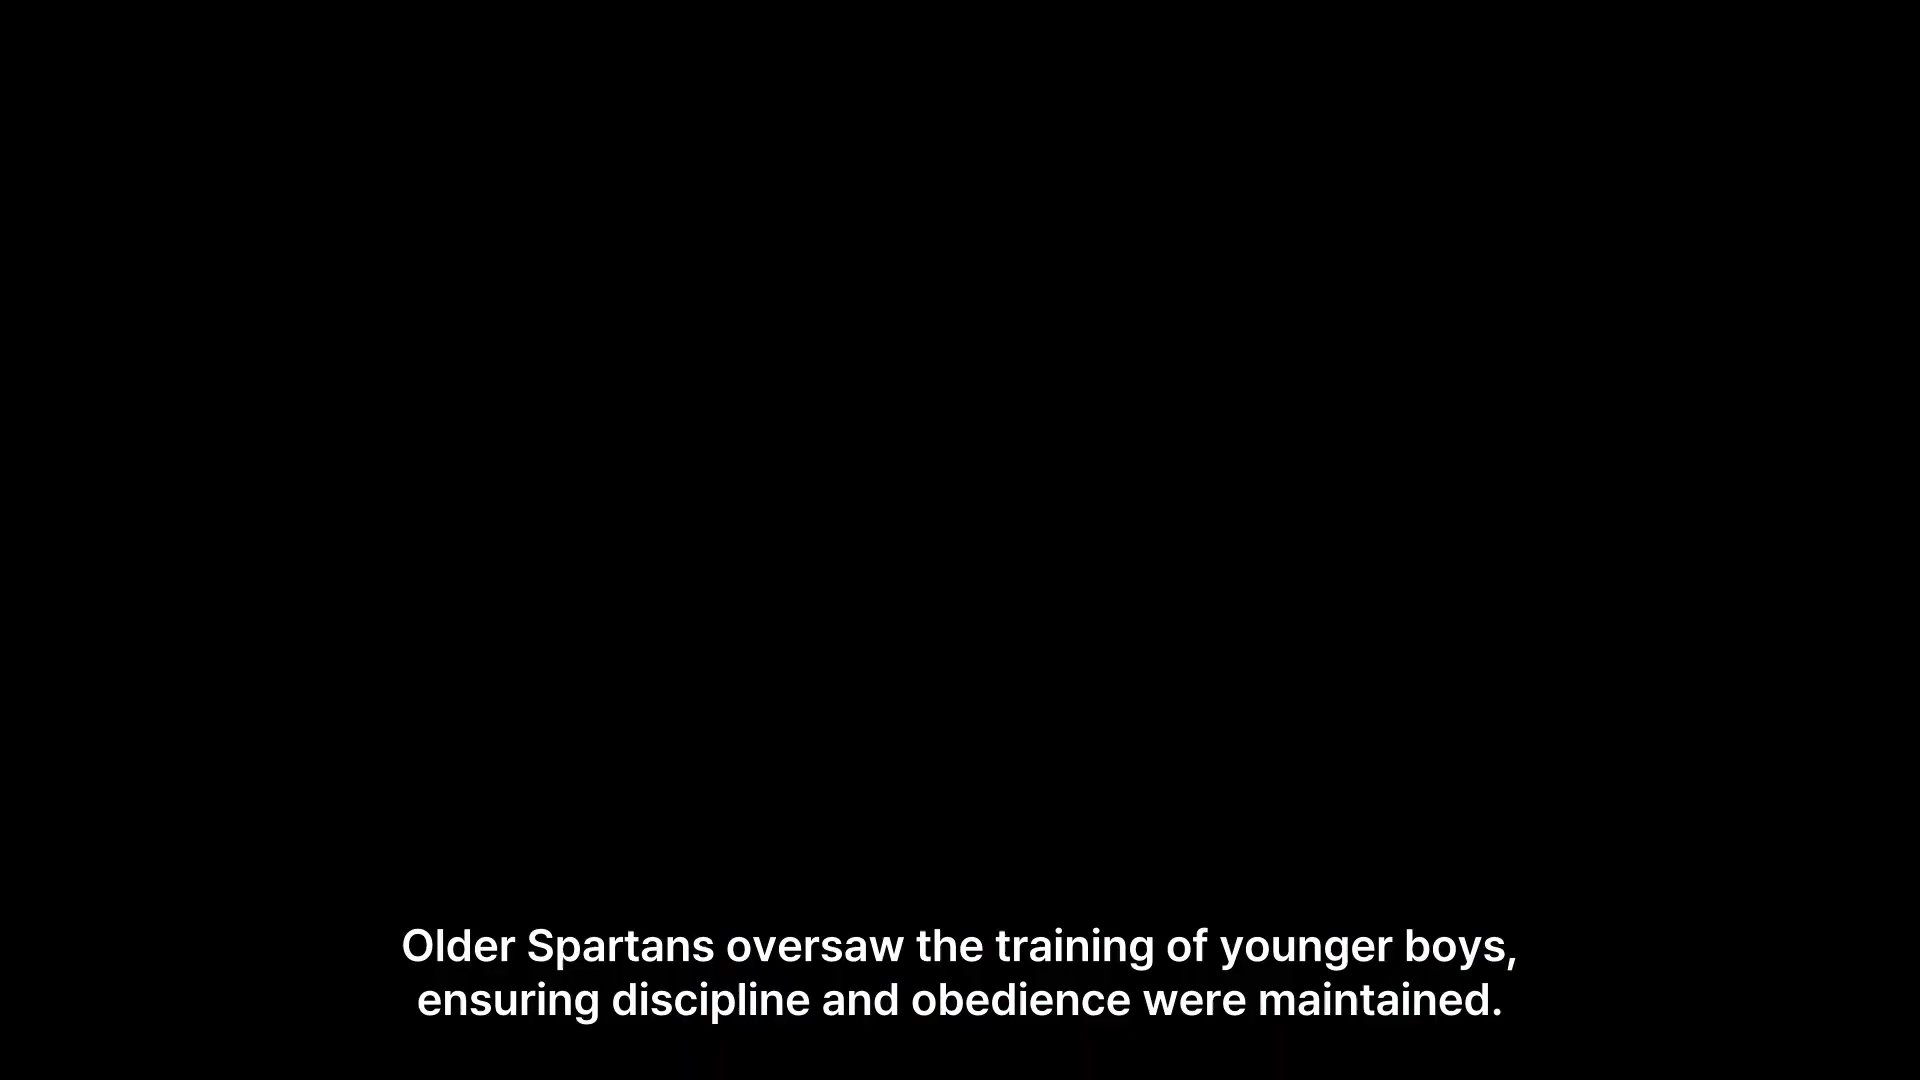 Older Spartans oversaw the training of younger boys,
ensuring discipline and obedience were maintained.